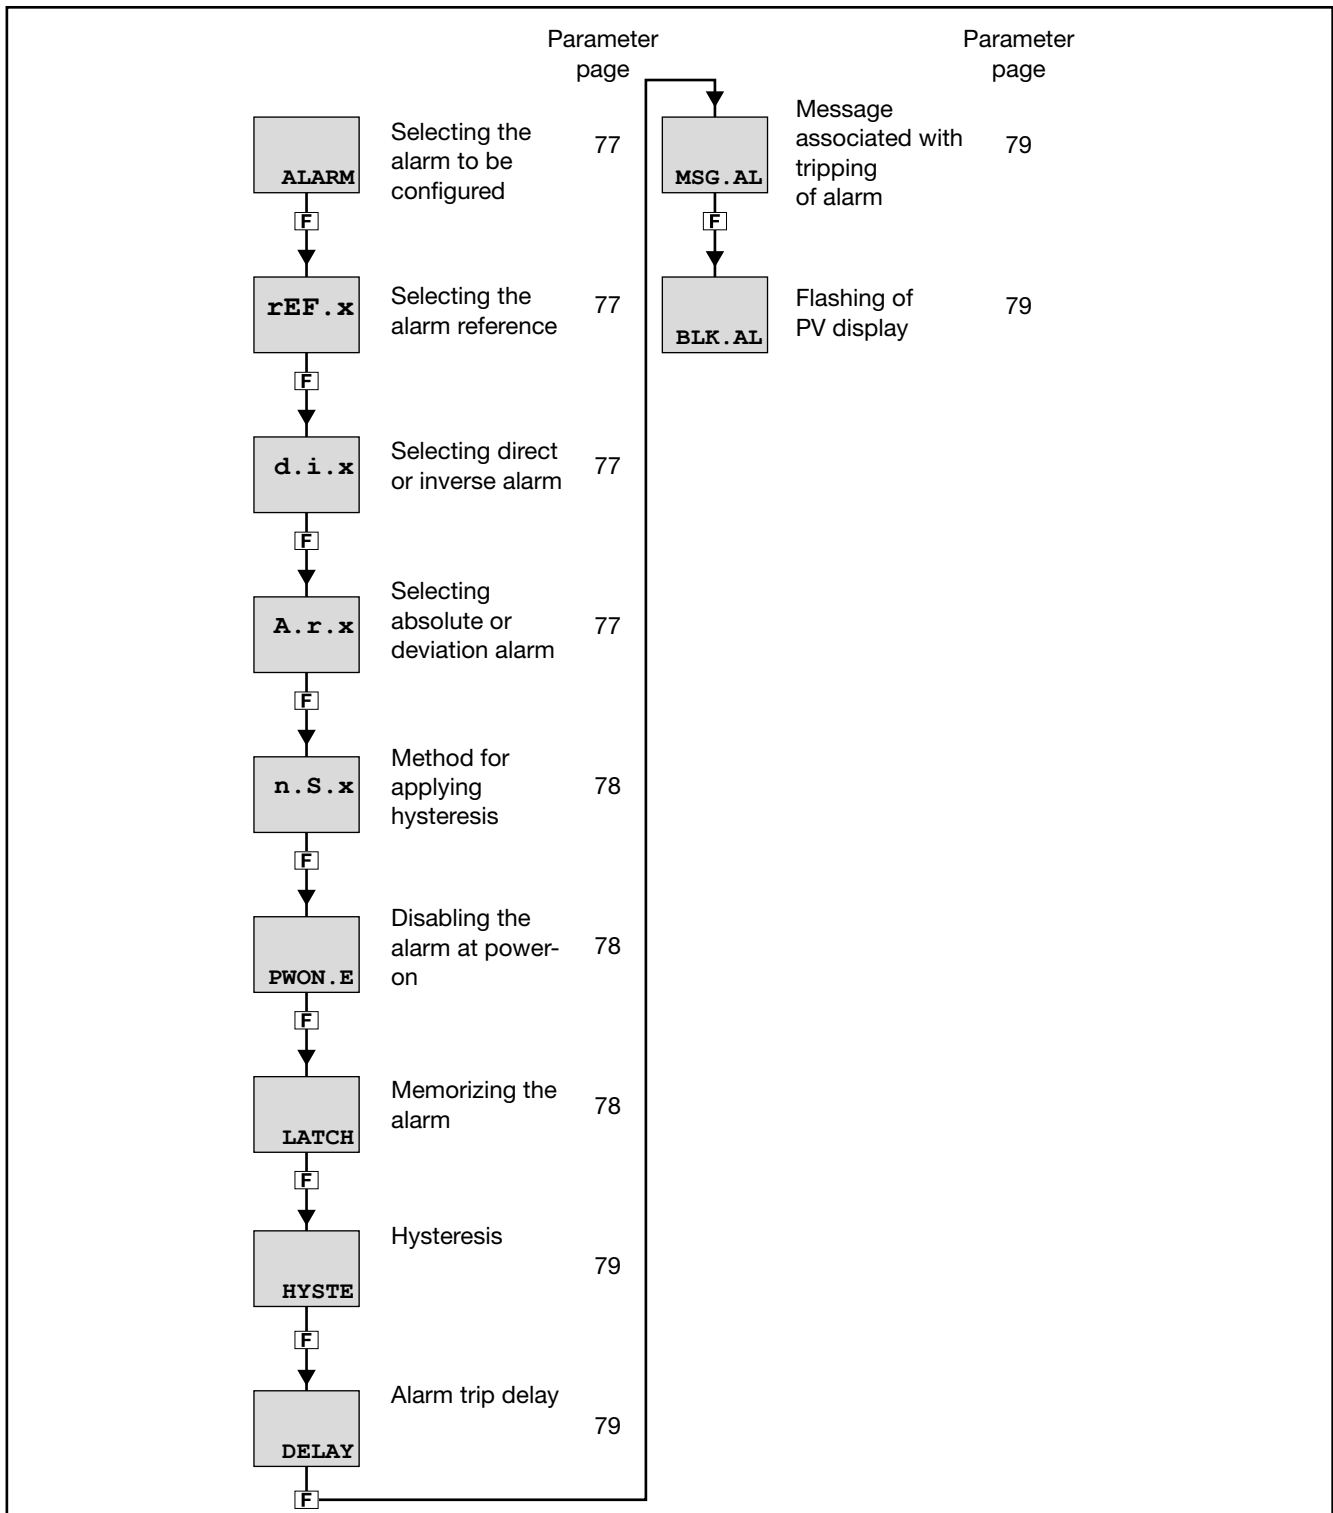 Parameter
page
ALARM
Selecting the
alarm to be
configured
77
F
rEF.x
Selecting the
alarm reference
77
F
d.i.x
Selecting direct
or inverse alarm
77
F
A.r.x
Selecting
absolute or
deviation alarm
77
F
n.S.x
Method for
applying
hysteresis
78
F
PWON.E
Disabling the
alarm at power-
on
78
F
LATCH
Memorizing the
alarm
78
F
HYSTE
Hysteresis
79
F
DELAY
Alarm trip delay
79
F
Parameter
page
MSG.AL
Message
associated with
tripping
of alarm
79
F
BLK.AL
Flashing of
PV display
79